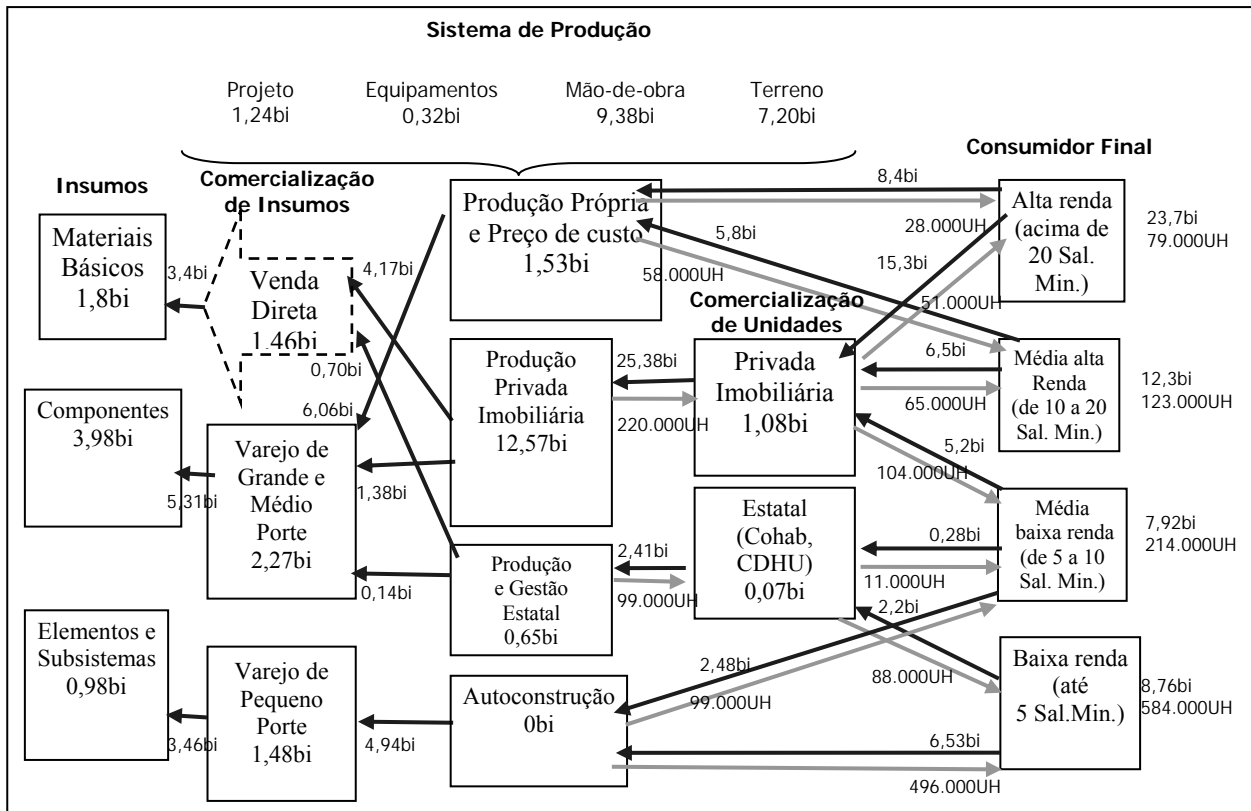 Sistema de Produção
Projeto
1,24bi
Equipamentos
0,32bi
Mão-de-obra
9,38bi
Terreno
7,20bi
Insumos
Comercialização
de Insumos
Consumidor Final
Materiais
Básicos
1,8bi
3,4bi
Venda
Direta
1,46bi
4,17bi
0,70bi
Produção Própria
e Preço de custo
1,53bi
8,4bi
28.000UH
5,8bi
58.000UH
15,3bi
51.000UH
Alta renda
(acima de
20 Sal.
Min.)
23,7bi
79.000UH
Comercialização
de Unidades
Componentes
3,98bi
5,31bi
6,06bi
Varejo de
Grande e
Médio
Porte
2,27bi
1,38bi
0,14bi
Produção
Privada
Imobiliária
12,57bi
25,38bi
220.000UH
Privada
Imobiliária
1,08bi
6,5bi
65.000UH
Média alta
Renda
(de 10 a 20
Sal. Min.)
12,3bi
123.000UH
5,2bi
104.000UH
Produção
e Gestão
Estatal
0,65bi
2,41bi
99.000UH
Estatal
(Cohab,
CDHU)
0,07bi
0,28bi
11.000UH
Média
baixa renda
(de 5 a 10
Sal. Min.)
7,92bi
214.000UH
2,2bi
88.000UH
Elementos e
Subsistemas
0,98bi
3,46bi
Varejo de
Pequeno
Porte
1,48bi
4,94bi
Autoconstrução
0bi
2,48bi
99.000UH
6,53bi
496.000UH
Baixa renda
(até
5 Sal.Min.)
8,76bi
584.000UH